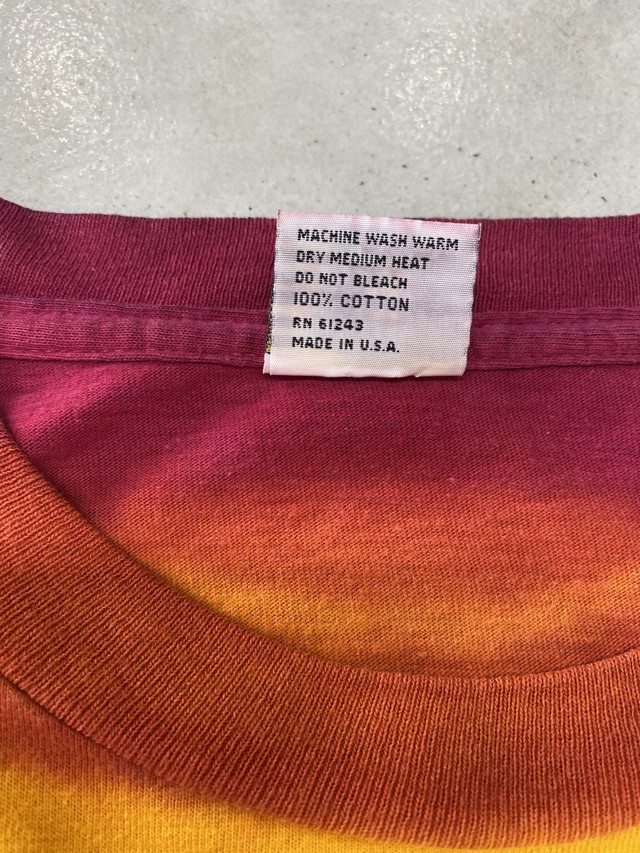 MACHINE WASH WARM
DRY MEDIUM HEAT
DO NOT BLEACH
100% COTTON
RN 61243
MADE IN U.S.A.